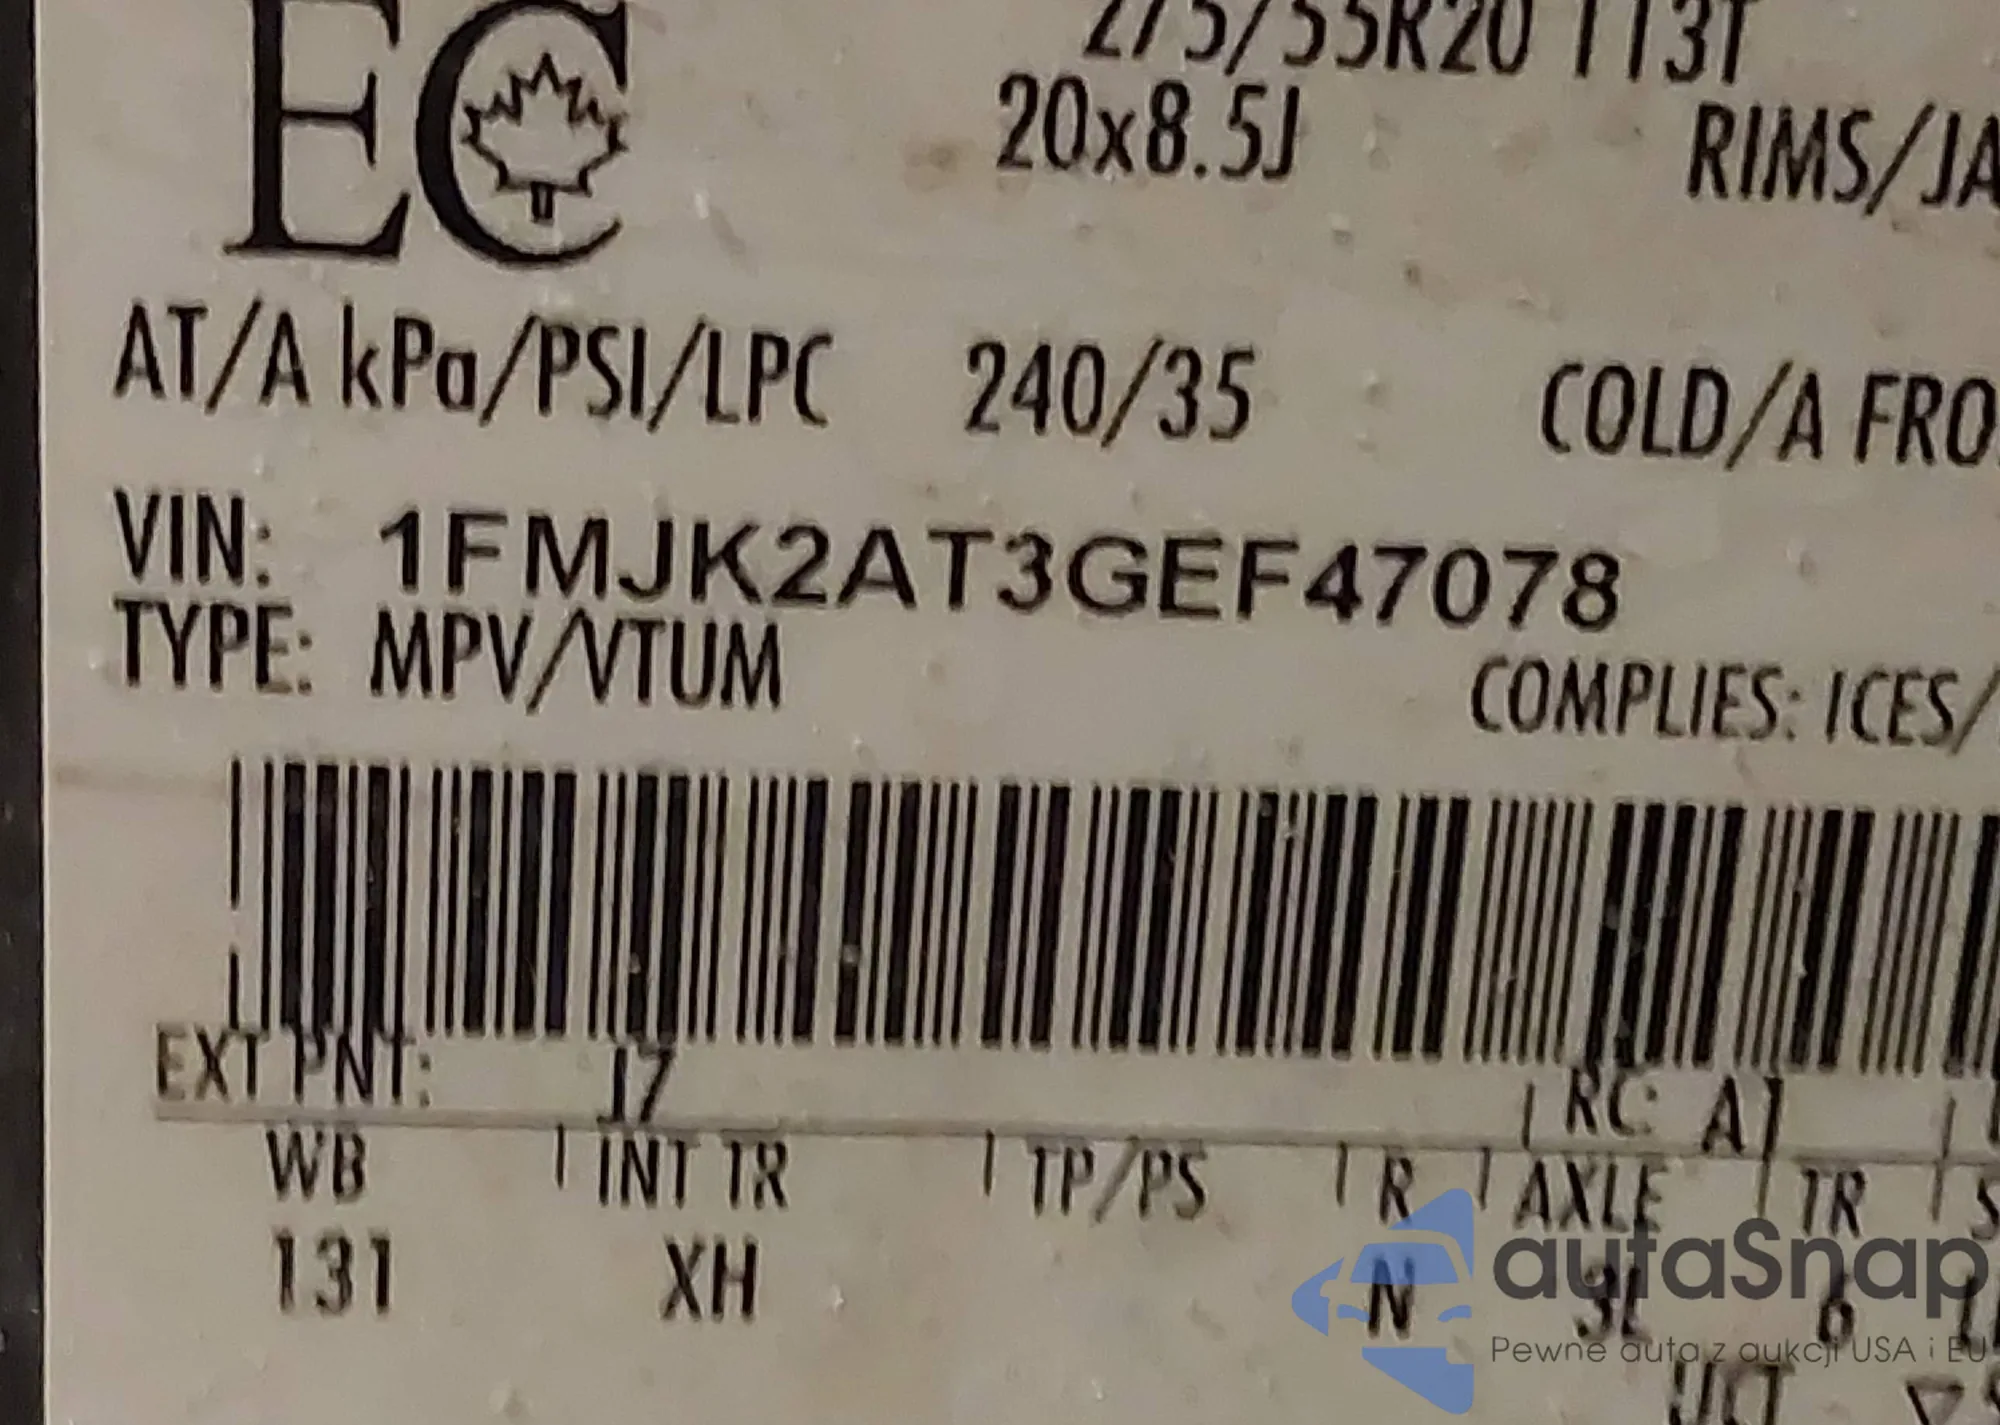 EC
275/55R20 113T
20x8.5J
RIMS/JA
AT/A kPa/PSI/LPC 240/35 COLD/A FRO
VIN: 1FMJK2AT3GEF47078
TYPE: MPV/VTUM
COMPLIES: ICES/
EXT PNT: J7 RC: A1
WB INT TR TP/PS R AXLE TR S
131 XH N 3L 6
autaSnap
Pewne auta z aukcji USA i EU